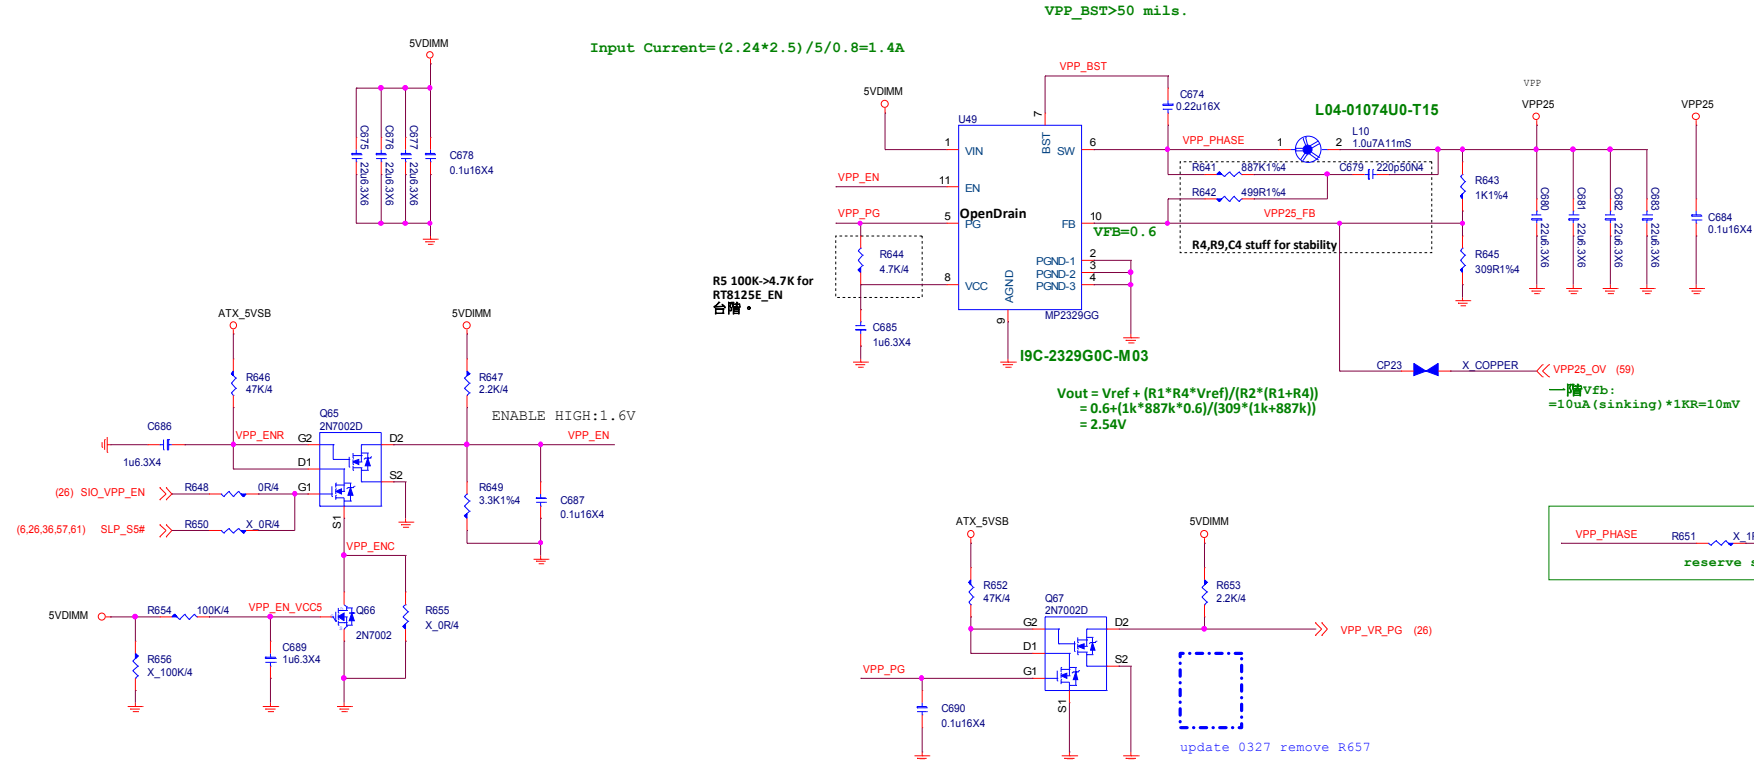 VPP_BST>50 mils.
Input Current=(2.24*2.5)/5/0.8=1.4A
5VDIMM
C675
22u6.3X6
C676
22u6.3X6
C677
22u6.3X6
C678
0.1u16X4
5VDIMM
VPP_BST
C674
0.22u16X
L04-01074U0-T15
U49
7
BST
1
VIN
SW
6
VPP_PHASE
1
2
L10
1.0u7A11mS
VPP_EN
11
EN
OpenDrain
VPP_PG
5
PG
FB
10
VFB=0.6
R641
887K1%4
C679
220p50N4
R642
499R1%4
VPP25_FB
R4,R9,C4 stuff for stability
R643
1K1%4
R645
309R1%4
VPP
VPP25
C680
22u6.3X6
C681
22u6.3X6
C682
22u6.3X6
C683
22u6.3X6
VPP25
C684
0.1u16X4
R644
4.7K/4
8
VCC
AGND
9
PGND-1
2
PGND-2
3
PGND-3
4
MP2329GG
I9C-2329G0C-M03
R5 100K->4.7K for
RT8125E_EN
台階。
C685
1u6.3X4
CP23
X_COPPER
VPP25_OV
(59)
一階Vfb:
=10uA(sinking)*1KR=10mV
Vout = Vref + (R1*R4*Vref)/(R2*(R1+R4))
= 0.6+(1k*887k*0.6)/(309*(1k+887k))
= 2.54V
ATX_5VSB
R646
47K/4
5VDIMM
R647
2.2K/4
Q65
2N7002D
ENABLE HIGH:1.6V
C686
1u6.3X4
VPP_ENR
G2
D2
VPP_EN
D1
S2
(26)
SIO_VPP_EN
R648
0R/4
G1
(6,26,36,57,61)
SLP_S5#
R650
X_0R/4
S1
R649
3.3K1%4
C687
0.1u16X4
VPP_ENC
5VDIMM
R654
100K/4
VPP_EN_VCC5
Q66
2N7002
R655
X_0R/4
R656
X_100K/4
C689
1u6.3X4
ATX_5VSB
R652
47K/4
5VDIMM
R653
2.2K/4
Q67
2N7002D
G2
D2
VPP_VR_PG
(26)
D1
S2
VPP_PG
G1
S1
C690
0.1u16X4
update 0327 remove R657
VPP_PHASE
R651
reserve